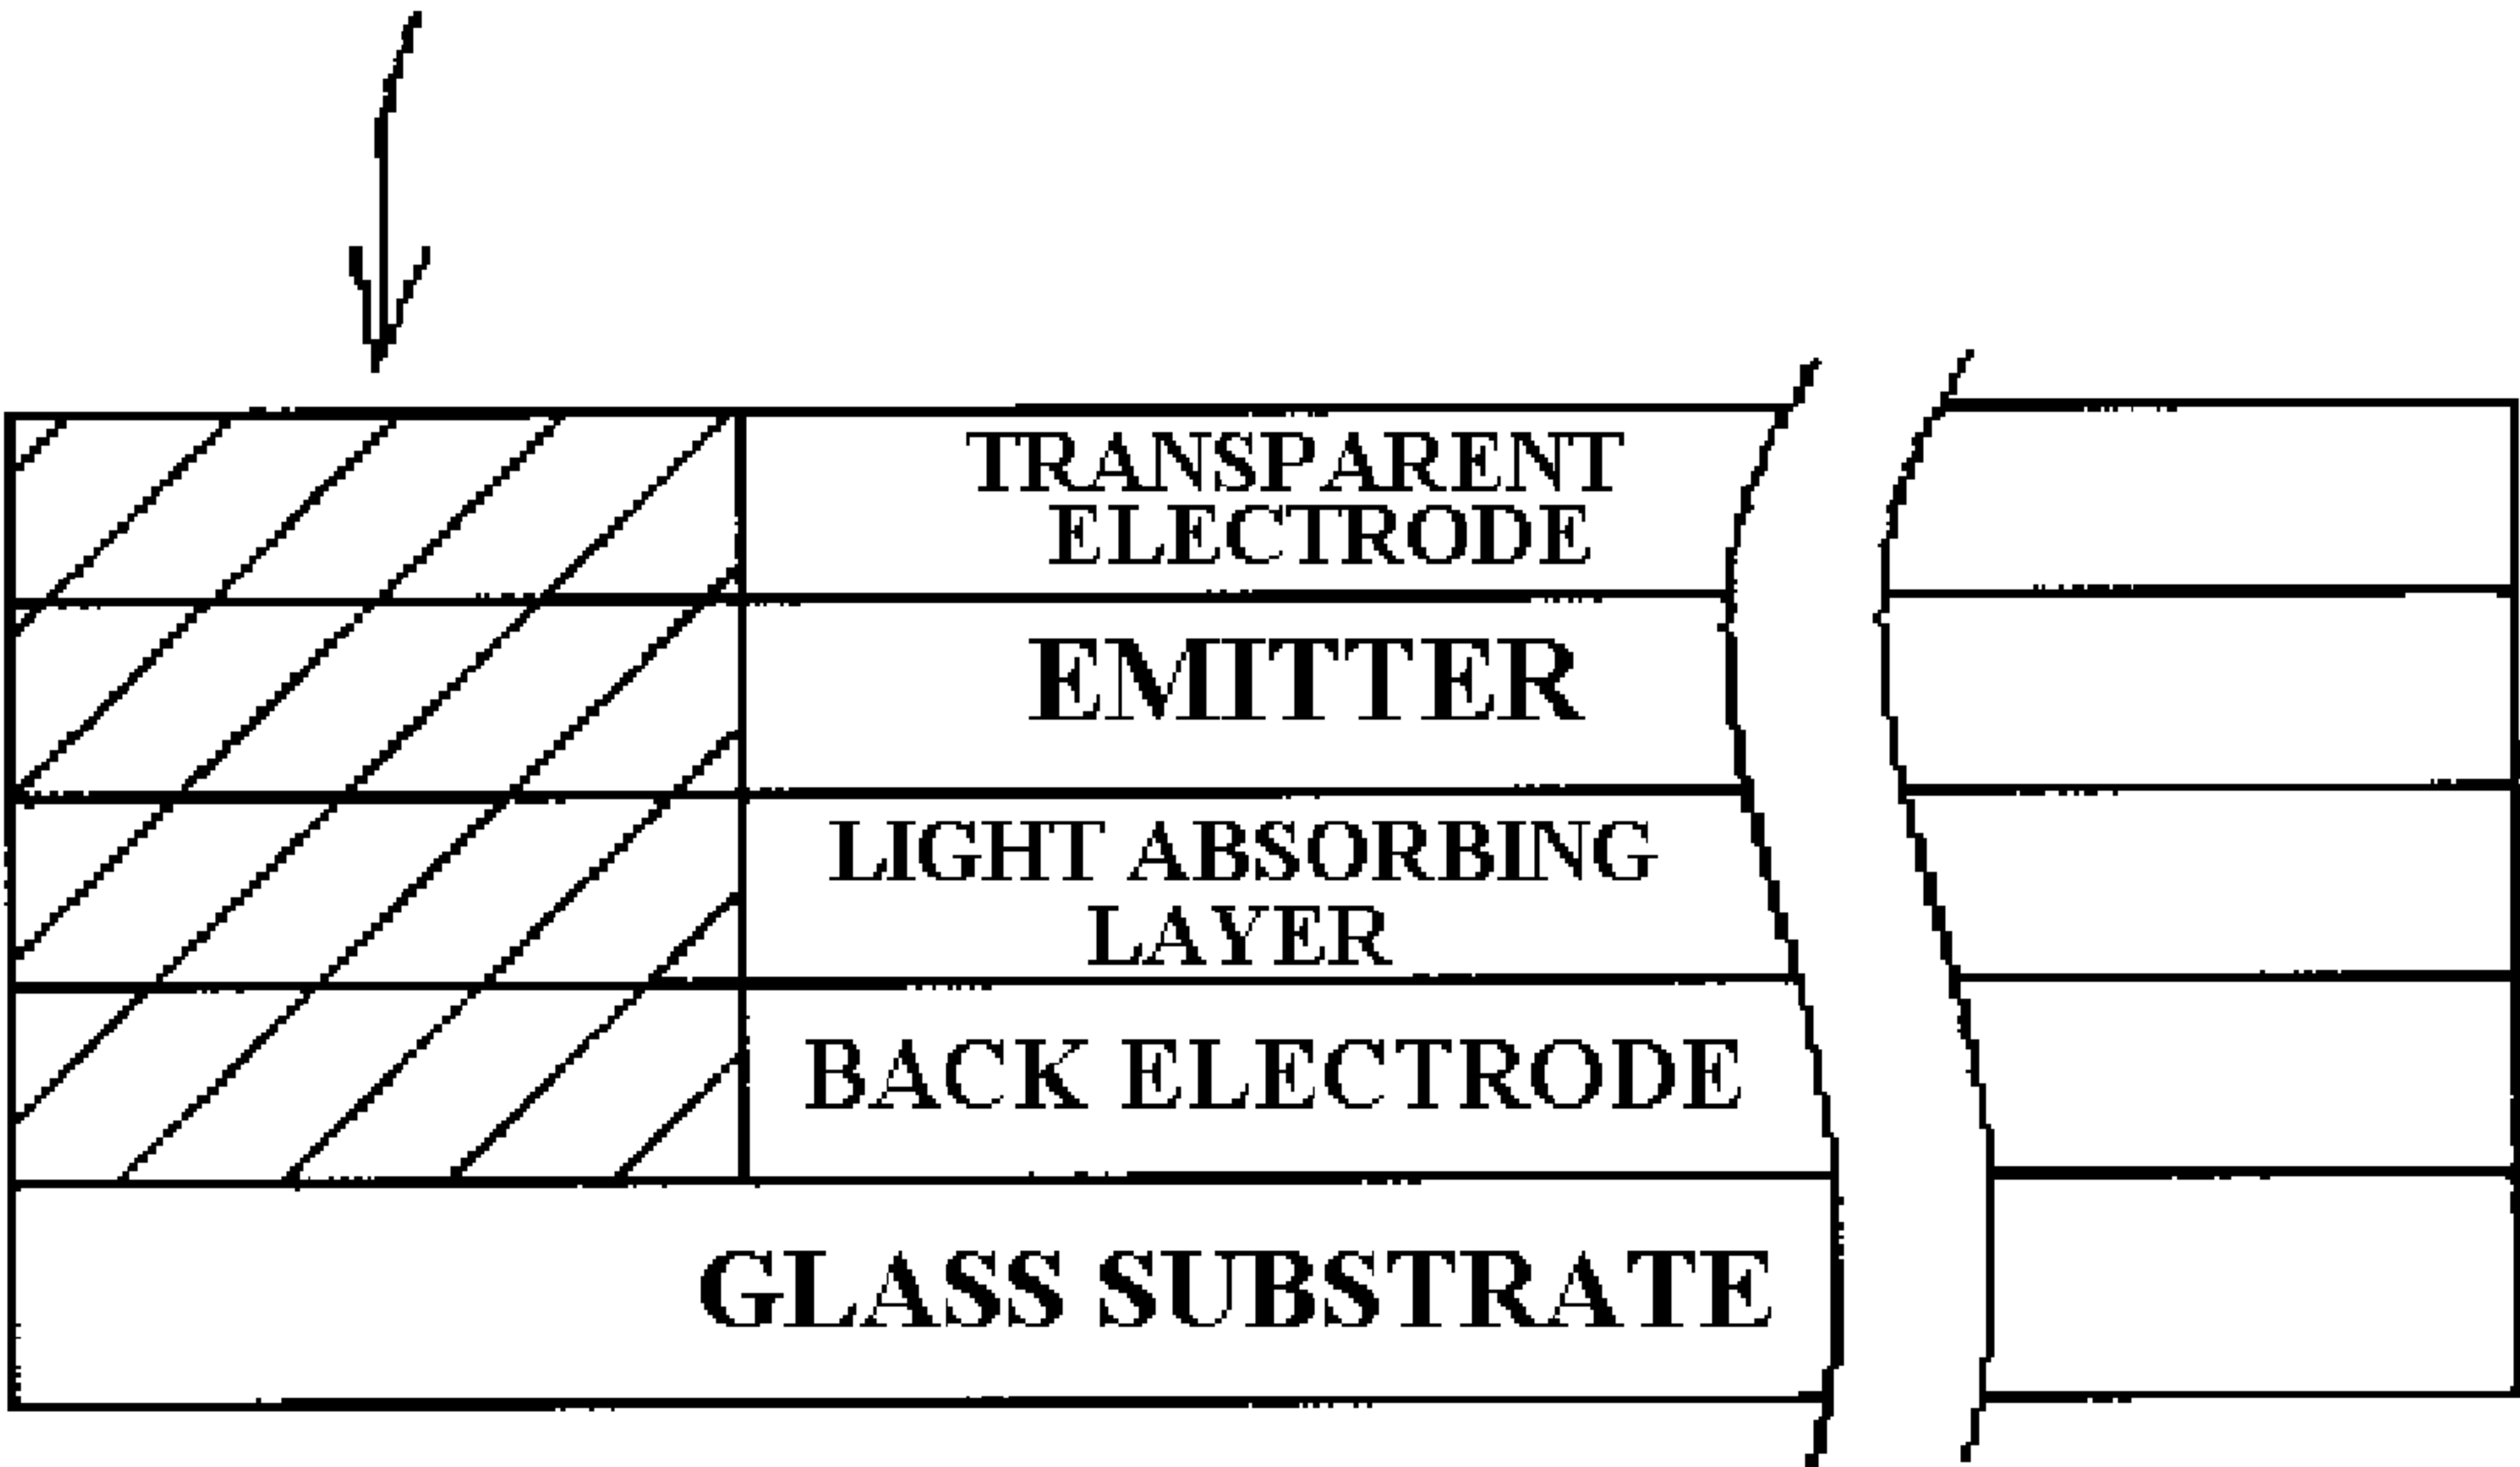 TRANSPARENT
ELECTRODE
EMITTER
LIGHT ABSORBING
LAYER
BACK ELECTRODE
GLASS SUBSTRATE